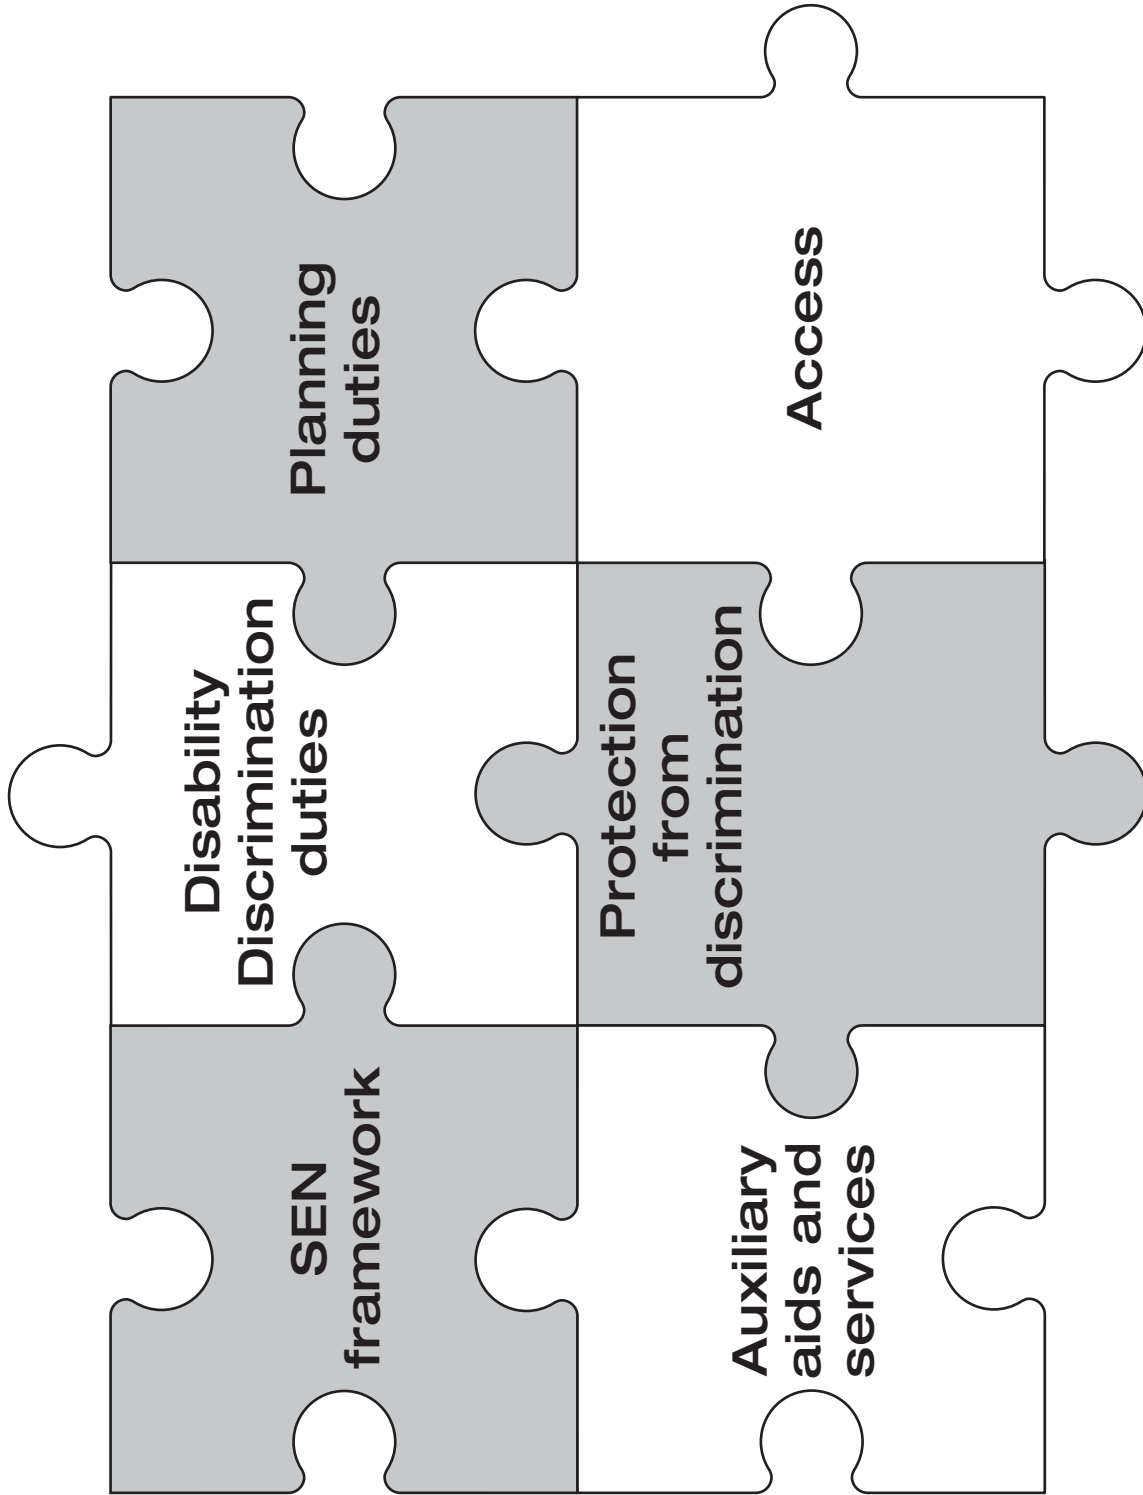 SEN
framework
Disability
Discrimination
duties
Planning
duties
Auxiliary
aids and
services
Protection
from
discrimination
Access